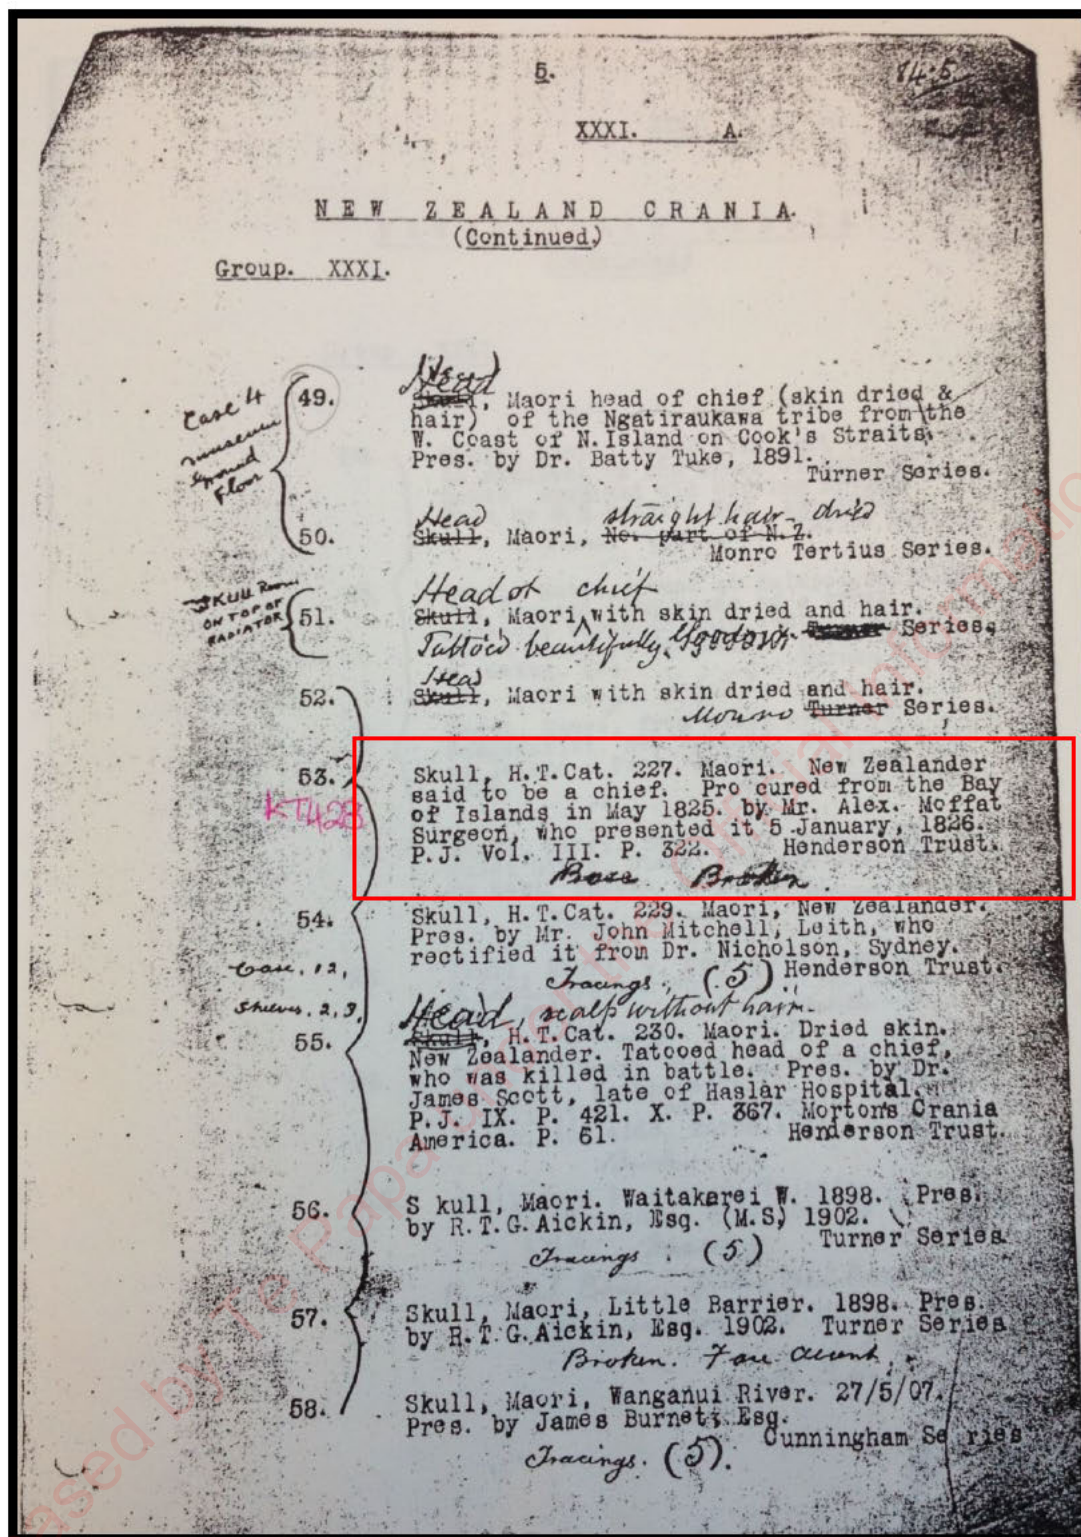 5.
84.5.
XXXI. A.
NEW ZEALAND CRANIA.
(Continued)
Group. XXXI.
Case 4
museum
ground
Floor
49.
Head
Skull, Maori head of chief (skin dried &
hair) of the Ngatiraukawa tribe from the
W. Coast of N. Island on Cook's Straits.
Pres. by Dr. Batty Tuke, 1891.
Turner Series.
50.
Head straight hair - dried
Skull, Maori, No. part of N.Z.
Monro Tertius Series.
SKULL Room
ON TOP OF
RADIATOR
51.
Head of chief
Skull, Maori, with skin dried and hair.
Tattoo'd beautifully. Goodsir Turner Series.
52.
Head
Skull, Maori with skin dried and hair.
Monro Turner Series.
53.
KT428
Skull, H.T.Cat. 227. Maori. New Zealander
said to be a chief. Pro cured from the Bay
of Islands in May 1825. by Mr. Alex. Moffat
Surgeon, who presented it 5 January, 1826.
P.J. Vol. III. P. 322. Henderson Trust.
Base Broken.
54.
Skull, H.T.Cat. 229. Maori, New Zealander.
Pres. by Mr. John Mitchell, Leith, who
rectified it from Dr. Nicholson, Sydney.
Henderson Trust.
Tracings. (5)
Case, 12,
Shelves, 2, 3,
55.
Head, scalp without hair.
Skull, H.T.Cat. 230. Maori. Dried skin.
New Zealander. Tatooed head of a chief,
who was killed in battle. Pres. by Dr.
James Scott, late of Haslar Hospital.
P.J. IX. P. 421. X. P. 367. Morton's Crania
America. P. 61. Henderson Trust.
56.
S kull, Maori. Waitakarei W. 1898. Pres.
by R.T.G.Aickin, Esq. (M.S) 1902.
Turner Series
Tracings. (5)
57.
Skull, Maori, Little Barrier. 1898. Pres.
by R.T.G.Aickin, Esq. 1902. Turner Series
Broken. Face absent.
58.
Skull, Maori, Wanganui River. 27/5/07.
Pres. by James Burnett Esq.
Cunningham Se ries
Tracings. (5).